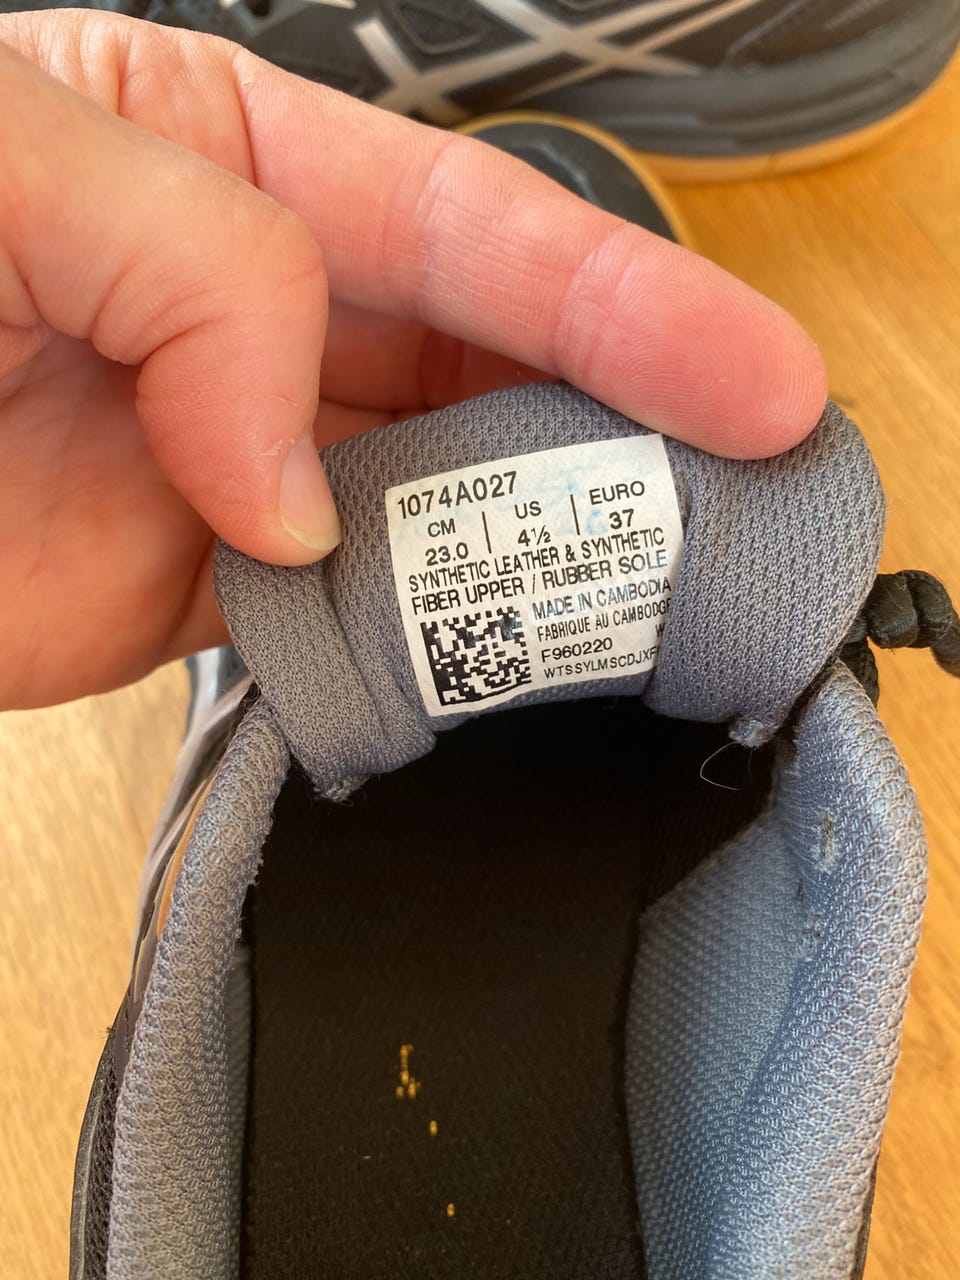 1074A027
CM | US | EURO
23.0 | 4½ | 37
SYNTHETIC LEATHER & SYNTHETIC
FIBER UPPER / RUBBER SOLE
MADE IN CAMBODIA
FABRIQUE AU CAMBODGE
F960220
WTSSYLMSCDJXF